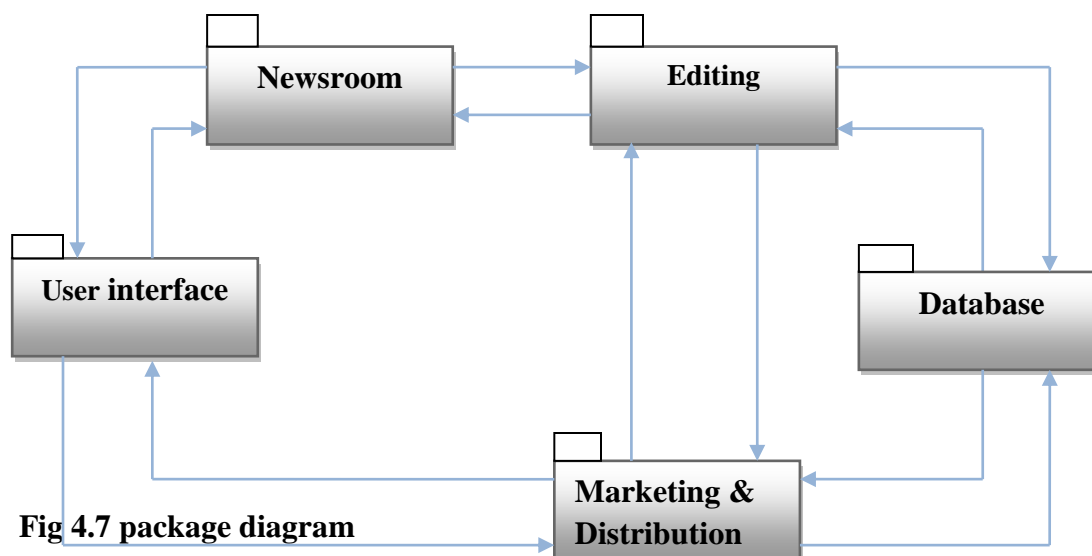 Newsroom
Editing
User interface
Database
Marketing &
Distribution
Fig 4.7 package diagram